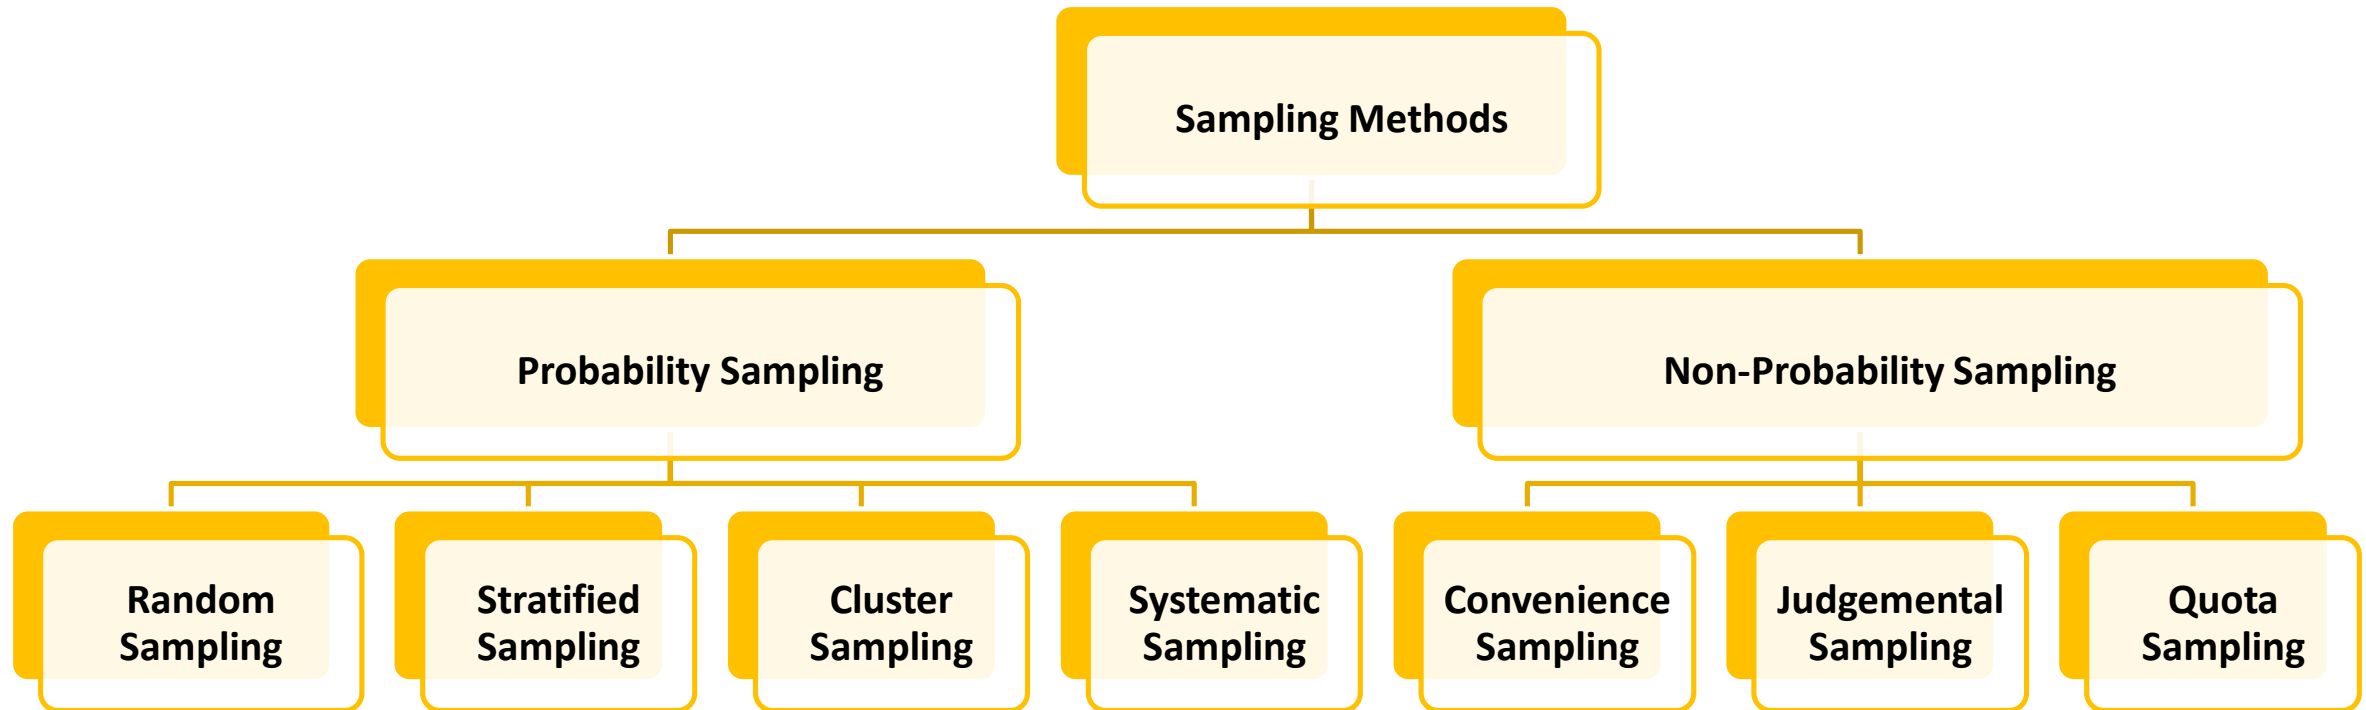 Sampling Methods
Probability Sampling
Non-Probability Sampling
Random
Sampling
Stratified
Sampling
Cluster
Sampling
Systematic
Sampling
Convenience
Sampling
Judgemental
Sampling
Quota
Sampling